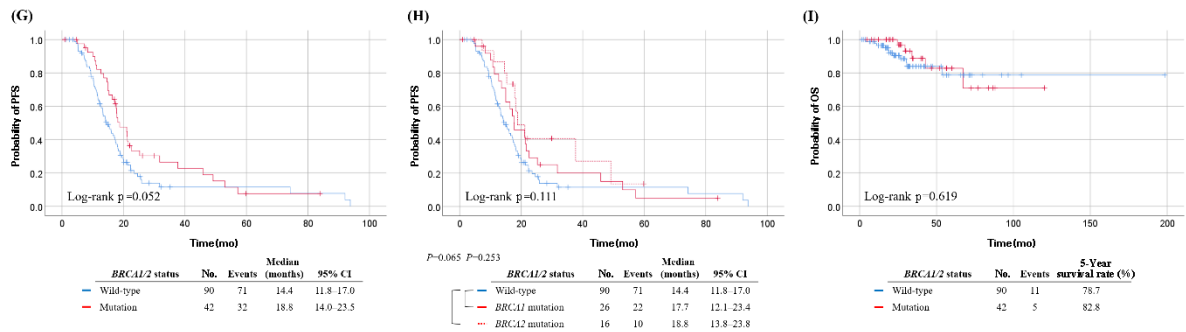 (G)
Probability of PFS
1.0
0.8
0.6
0.4
0.2
0.0
Log-rank p=0.052
0 20 40 60 80 100
Time(mo)
BRCA1/2 status No. Events Median (months) 95% CI
Wild-type 90 71 14.4 11.8–17.0
Mutation 42 32 18.8 14.0–23.5
(H)
Probability of PFS
1.0
0.8
0.6
0.4
0.2
0.0
Log-rank p=0.111
0 20 40 60 80 100
Time(mo)
P=0.065 P=0.253
BRCA1/2 status No. Events Median (months) 95% CI
Wild-type 90 71 14.4 11.8–17.0
BRCA1 mutation 26 22 17.7 12.1–23.4
BRCA2 mutation 16 10 18.8 13.8–23.8
(I)
Probability of OS
1.0
0.8
0.6
0.4
0.2
0.0
Log-rank p=0.619
0 50 100 150 200
Time(mo)
BRCA1/2 status No. Events 5-Year survival rate (%)
Wild-type 90 11 78.7
Mutation 42 5 82.8